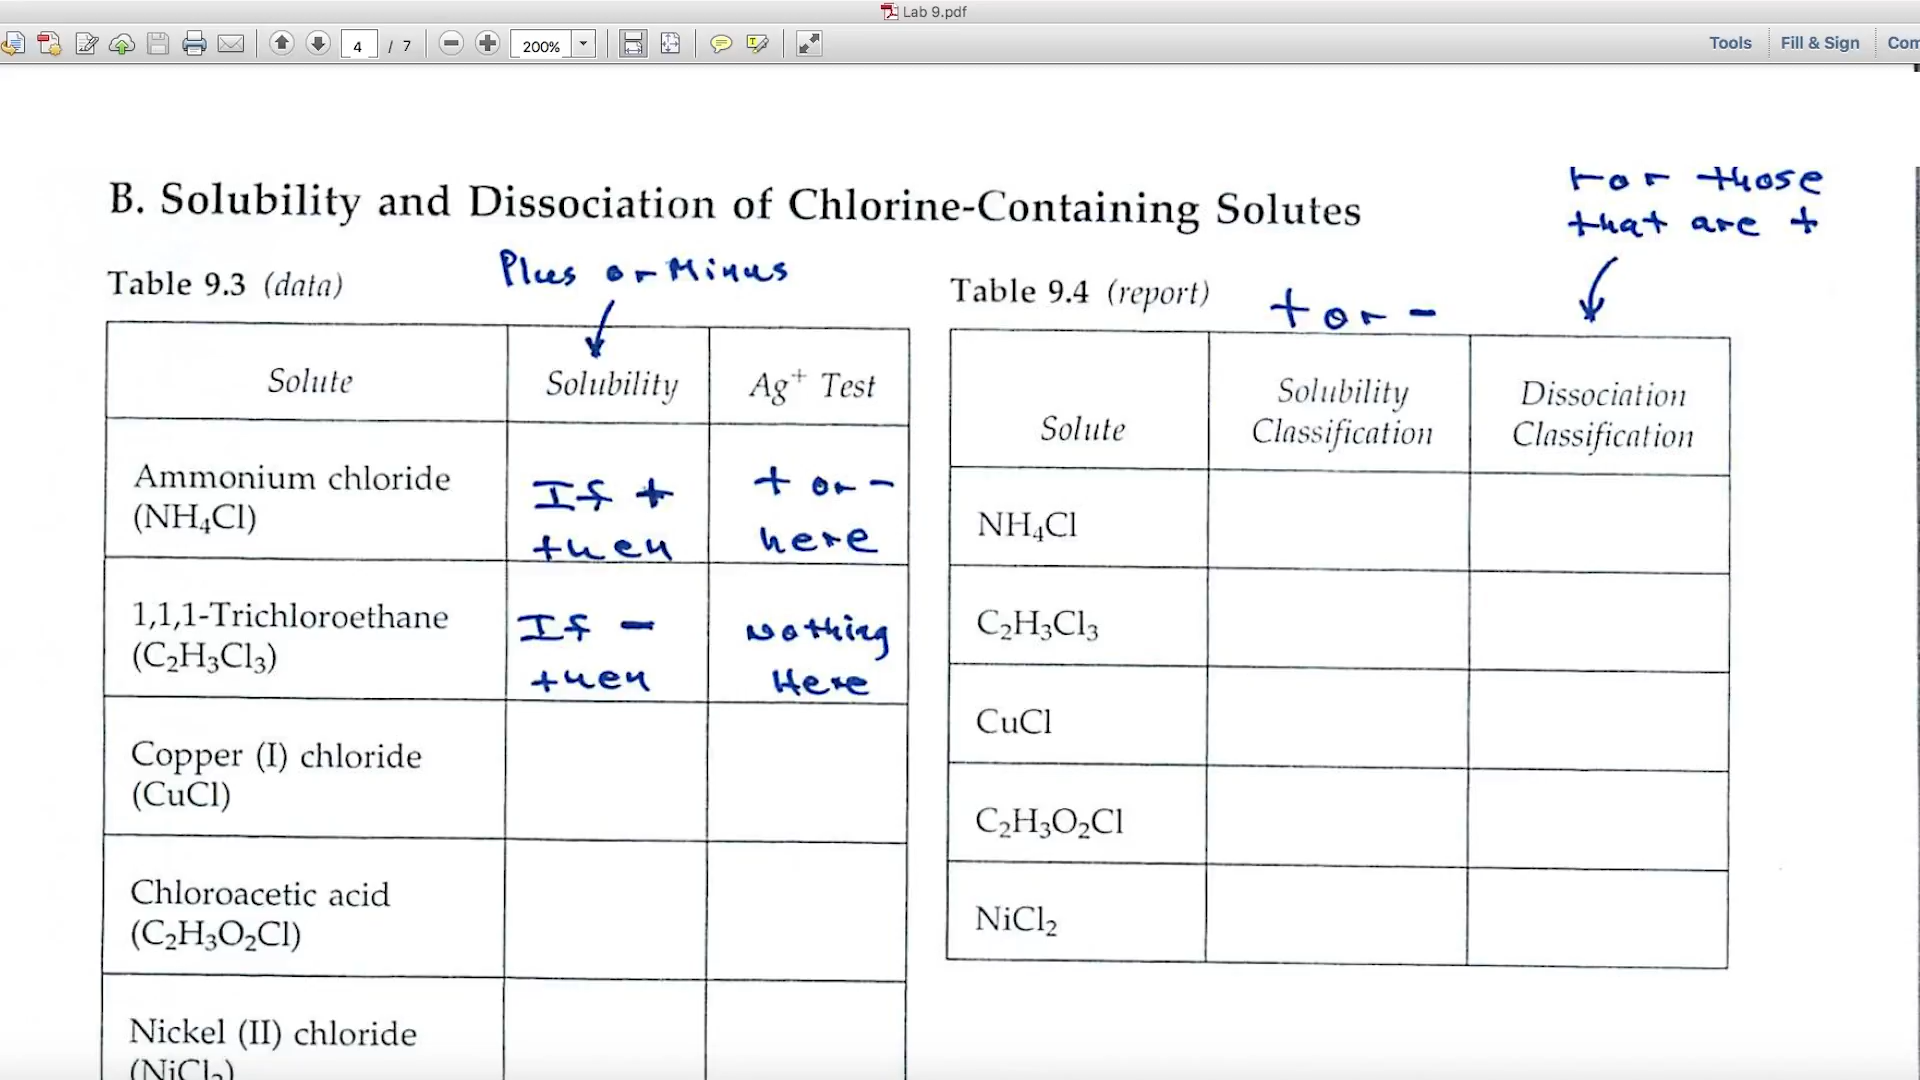 Lab 9.pdf
4 / 7
200%
Tools
Fill & Sign
B. Solubility and Dissociation of Chlorine-Containing Solutes
For those
that are +
Table 9.3 (data)
Plus or Minus
Solute
Solubility
Ag⁺ Test
Ammonium chloride
(NH₄Cl)
If +
then
+ or -
here
1,1,1-Trichloroethane
(C₂H₃Cl₃)
If -
then
Nothing
Here
Copper (I) chloride
(CuCl)
Chloroacetic acid
(C₂H₃O₂Cl)
Nickel (II) chloride
(NiCl₂)
Table 9.4 (report)
+ or -
Solute
Solubility
Classification
Dissociation
Classification
NH₄Cl
C₂H₃Cl₃
CuCl
C₂H₃O₂Cl
NiCl₂